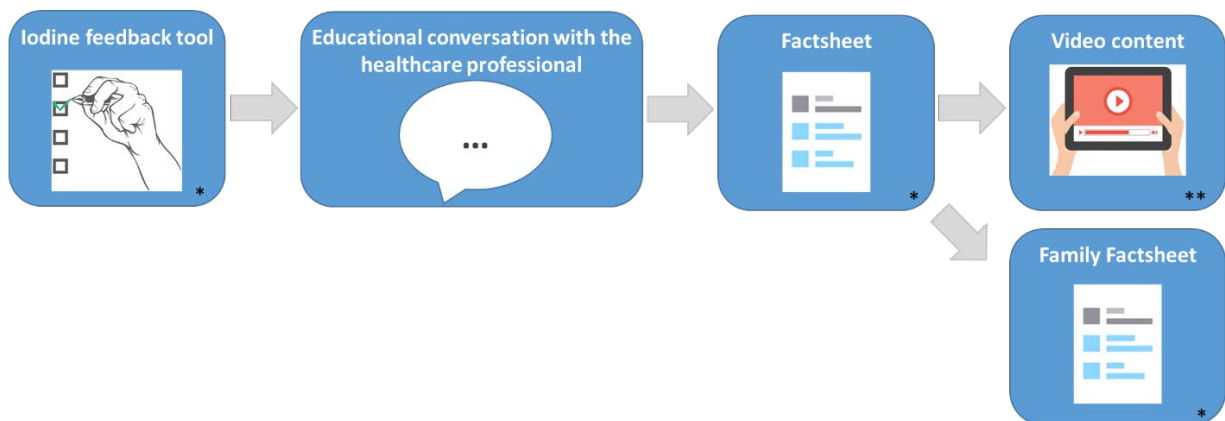 Iodine feedback tool
*
Educational conversation with the
healthcare professional
...
Factsheet
*
Video content
**
Family Factsheet
*